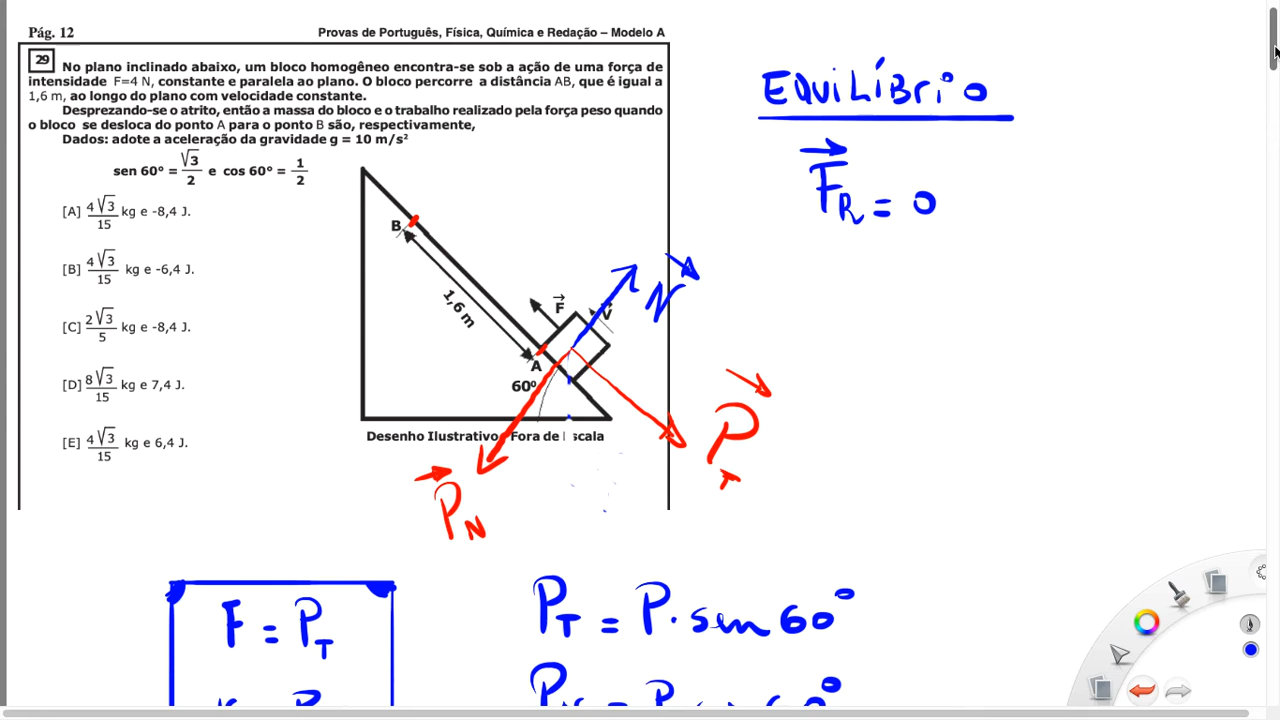 Pág. 12
Provas de Português, Física, Química e Redação – Modelo A
29
No plano inclinado abaixo, um bloco homogêneo encontra-se sob a ação de uma força de
intensidade F=4 N, constante e paralela ao plano. O bloco percorre a distância AB, que é igual a
1,6 m, ao longo do plano com velocidade constante.
Desprezando-se o atrito, então a massa do bloco e o trabalho realizado pela força peso quando
o bloco se desloca do ponto A para o ponto B são, respectivamente,
Dados: adote a aceleração da gravidade g = 10 m/s²
sen 60° = √3/2 e cos 60° = 1/2
[A] 4√3/15 kg e -8,4 J.
[B] 4√3/15 kg e -6,4 J.
[C] 2√3/5 kg e -8,4 J.
[D] 8√3/15 kg e 7,4 J.
[E] 4√3/15 kg e 6,4 J.
B
1,6 m
F
V
A
60°
Desenho Ilustrativo Fora de scala
EQUILÍBRIO
F_R = 0
N
P_T
P_N
F = P_T
P_T = P. sen 60°